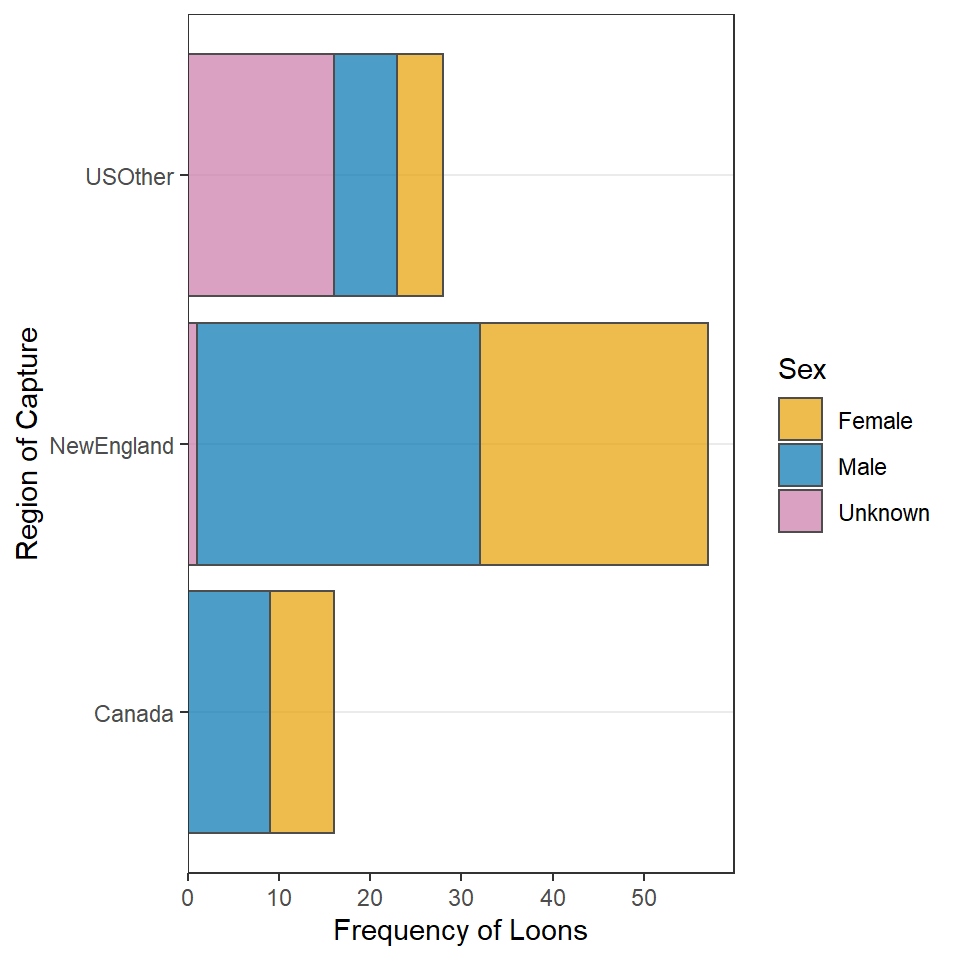 Region of Capture
USOther
NewEngland
Canada
0 10 20 30 40 50
Frequency of Loons
Sex
Female
Male
Unknown